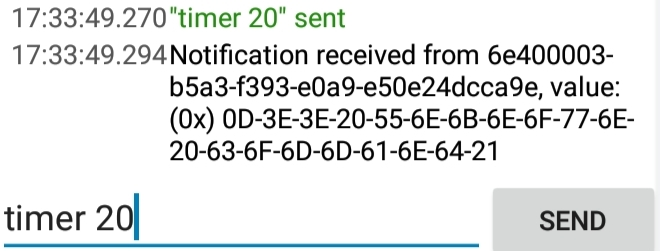 17:33:49.270 "timer 20" sent
17:33:49.294 Notification received from 6e400003-
b5a3-f393-e0a9-e50e24dcca9e, value:
(0x) 0D-3E-3E-20-55-6E-6B-6E-6F-77-6E-
20-63-6F-6D-6D-61-6E-64-21
timer 20
SEND